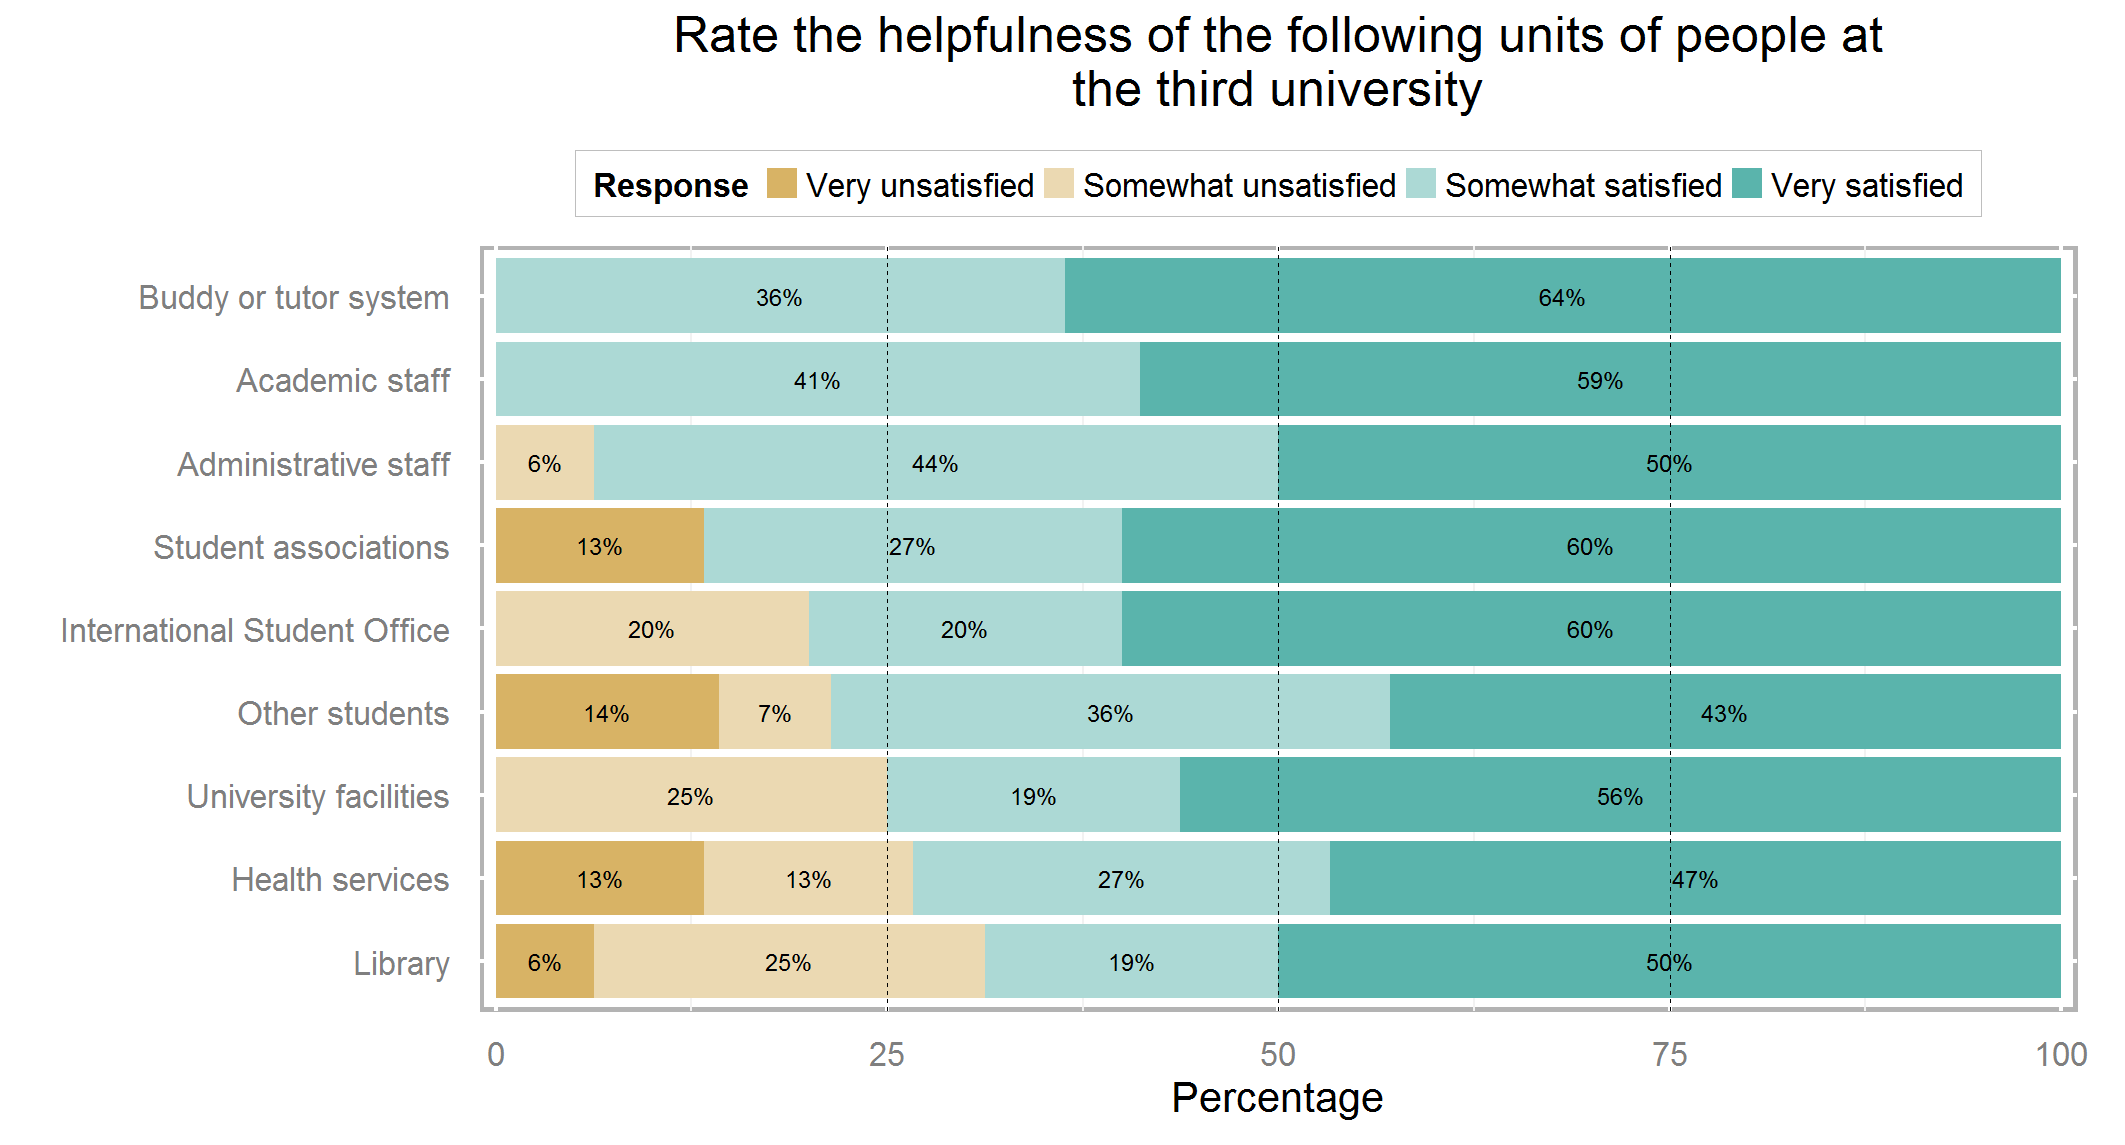 Rate the helpfulness of the following units of people at
the third university
Response Very unsatisfied Somewhat unsatisfied Somewhat satisfied Very satisfied
Buddy or tutor system 36% 64%
Academic staff 41% 59%
Administrative staff 6% 44% 50%
Student associations 13% 27% 60%
International Student Office 20% 20% 60%
Other students 14% 7% 36% 43%
University facilities 25% 19% 56%
Health services 13% 13% 27% 47%
Library 6% 25% 19% 50%
0 25 50 75 100
Percentage